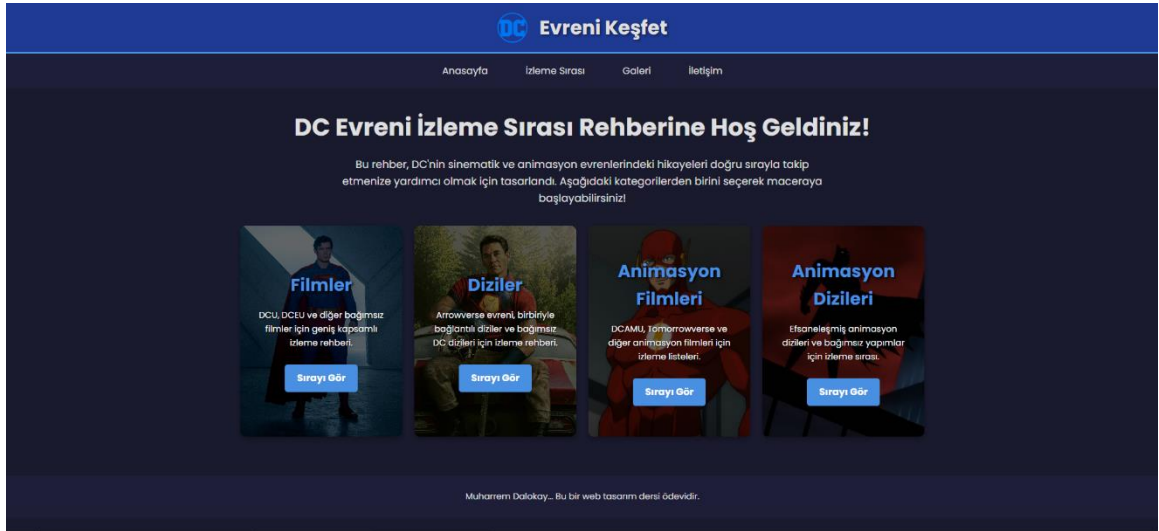 DC Evreni Keşfet
Anasayfa İzleme Sırası Galeri İletişim
DC Evreni İzleme Sırası Rehberine Hoş Geldiniz!
Bu rehber, DC'nin sinematik ve animasyon evrenlerindeki hikayeleri doğru sırayla takip
etmenize yardımcı olmak için tasarlandı. Aşağıdaki kategorilerden birini seçerek maceraya
başlayabilirsiniz!
Filmler
DCU, DCEU ve diğer bağımsız
filmler için geniş kapsamlı
izleme rehberi.
Sırayı Gör
Diziler
Arrowverse evreni, birbiriyle
bağlantılı diziler ve bağımsız
DC dizileri için izleme rehberi.
Sırayı Gör
Animasyon
Filmleri
DCAMU, Tomorrowverse ve
diğer animasyon filmleri için
izleme listeleri.
Sırayı Gör
Animasyon
Dizileri
Efsaneleşmiş animasyon
dizileri ve bağımsız yapımlar
için izleme sırası.
Sırayı Gör
Muharrem Dalokay... Bu bir web tasarım dersi ödevidir.